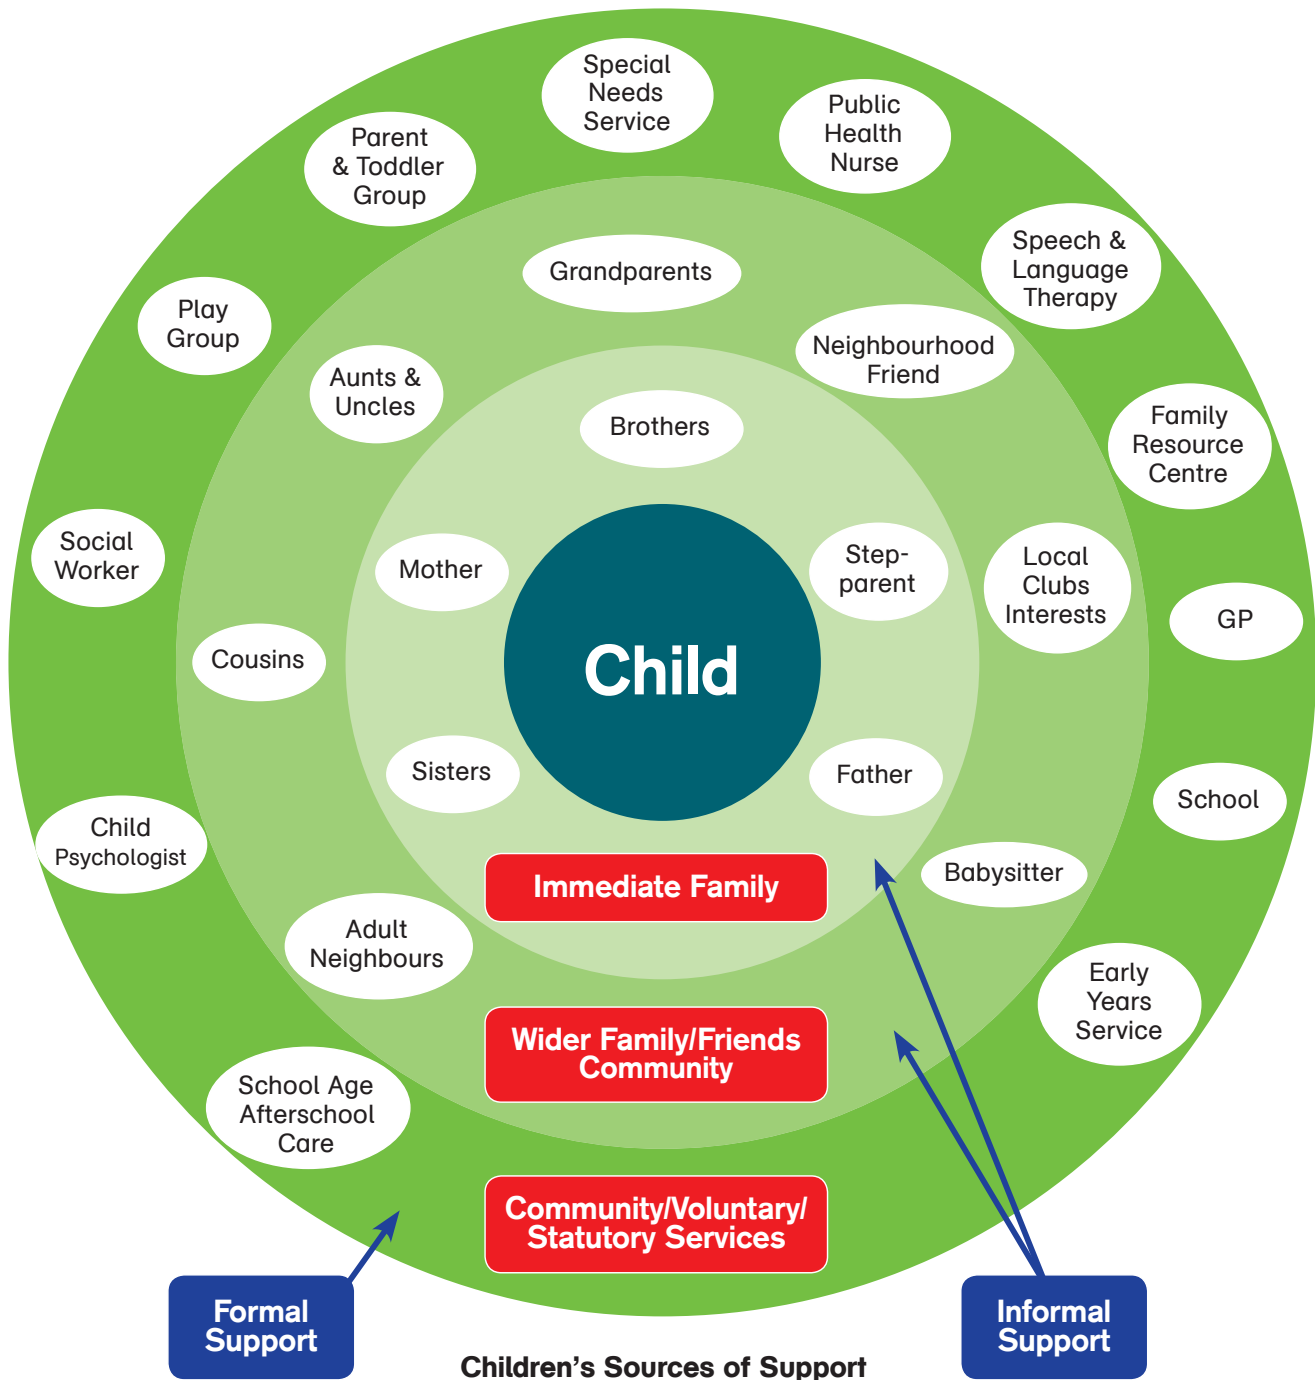 Special
Needs
Service
Public
Health
Nurse
Parent
& Toddler
Group
Speech &
Language
Therapy
Grandparents
Play
Group
Neighbourhood
Friend
Aunts &
Uncles
Brothers
Family
Resource
Centre
Social
Worker
Mother
Step-
parent
Local
Clubs
Interests
GP
Cousins
Child
Sisters
Father
School
Child
Psychologist
Immediate Family
Babysitter
Adult
Neighbours
Early
Years
Service
Wider Family/Friends
Community
School Age
Afterschool
Care
Community/Voluntary/
Statutory Services
Formal
Support
Informal
Support
Children's Sources of Support